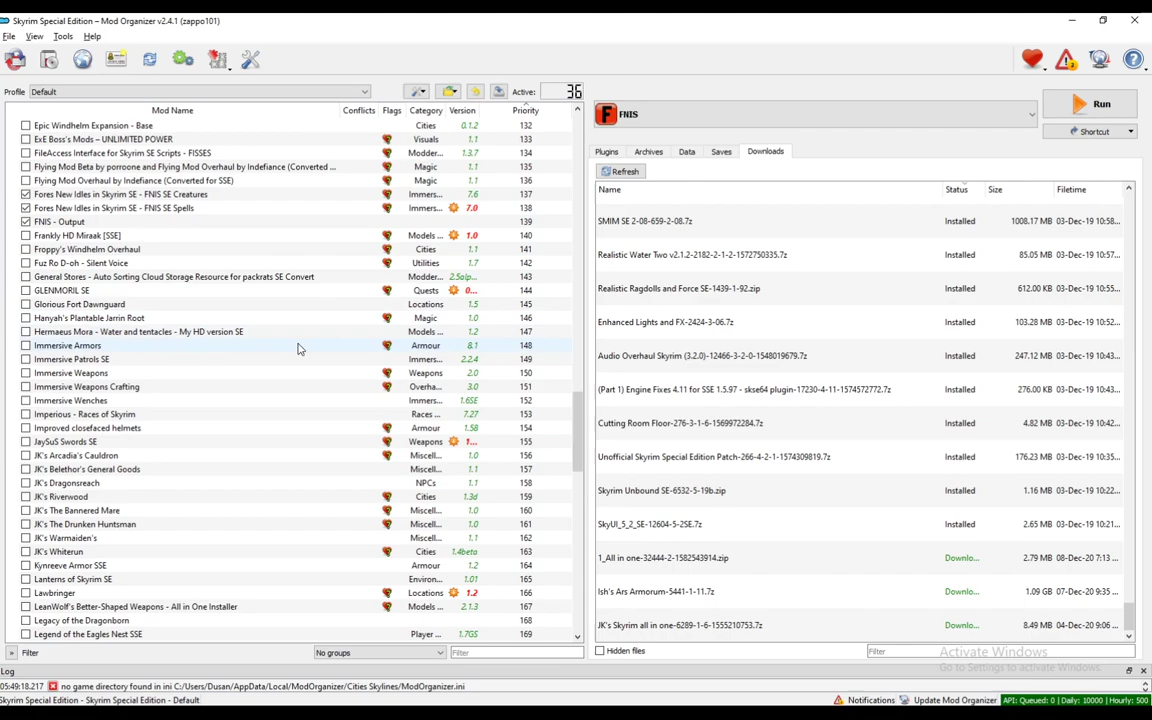 Skyrim Special Edition – Mod Organizer v2.4.1 (zappo101)
File View Tools Help
Profile Default Active: 36
Mod Name Conflicts Flags Category Version Priority
Epic Windhelm Expansion - Base Cities 0.1.2 132
ExE Boss's Mods – UNLIMITED POWER Visuals 1.1 133
FileAccess Interface for Skyrim SE Scripts - FISSES Modder... 1.3.7 134
Flying Mod Beta by porroone and Flying Mod Overhaul by Indefiance (Converted ... Magic 1.1 135
Flying Mod Overhaul by Indefiance (Converted for SSE) Magic 1.1 136
Fores New Idles in Skyrim SE - FNIS SE Creatures Immers... 7.6 137
Fores New Idles in Skyrim SE - FNIS SE Spells Immers... 7.0 138
FNIS - Output 139
Frankly HD Miraak [SSE] Models ... 1.0 140
Froppy's Windhelm Overhaul Cities 1.1 141
Fuz Ro D-oh - Silent Voice Utilities 1.7 142
General Stores - Auto Sorting Cloud Storage Resource for packrats SE Convert Modder... 2.5alp... 143
GLENMORIL SE Quests 0... 144
Glorious Fort Dawnguard Locations 1.5 145
Hanyah's Plantable Jarrin Root Magic 1.0 146
Hermaeus Mora - Water and tentacles - My HD version SE Models ... 1.2 147
Immersive Armors Armour 8.1 148
Immersive Patrols SE Immers... 2.2.4 149
Immersive Weapons Weapons 2.0 150
Immersive Weapons Crafting Overha... 3.0 151
Immersive Wenches Immers... 1.6SE 152
Imperious - Races of Skyrim Races ... 7.27 153
Improved closefaced helmets Armour 1.58 154
JaySuS Swords SE Weapons 1... 155
JK's Arcadia's Cauldron Miscell... 1.0 156
JK's Belethor's General Goods Miscell... 1.1 157
JK's Dragonsreach NPCs 1.1 158
JK's Riverwood Cities 1.3d 159
JK's The Bannered Mare Miscell... 1.0 160
JK's The Drunken Huntsman Miscell... 1.0 161
JK's Warmaiden's Miscell... 1.1 162
JK's Whiterun Cities 1.4beta 163
Kynreeve Armor SSE Armour 1.2 164
Lanterns of Skyrim SE Environ... 1.01 165
Lawbringer Locations 1.2 166
LeanWolf's Better-Shaped Weapons - All in One Installer Models ... 2.1.3 167
Legacy of the Dragonborn 168
Legend of the Eagles Nest SSE Player ... 1.7GS 169
» Filter No groups Filter
FNIS Run
Shortcut
Plugins Archives Data Saves Downloads
Refresh
Name Status Size Filetime
SMIM SE 2-08-659-2-08.7z Installed 1008.17 MB 03-Dec-19 10:58...
Realistic Water Two v2.1.2-2182-2-1-2-1572750335.7z Installed 85.05 MB 03-Dec-19 10:57...
Realistic Ragdolls and Force SE-1439-1-92.zip Installed 612.00 KB 03-Dec-19 10:55...
Enhanced Lights and FX-2424-3-06.7z Installed 103.28 MB 03-Dec-19 10:52...
Audio Overhaul Skyrim (3.2.0)-12466-3-2-0-1548019679.7z Installed 247.12 MB 03-Dec-19 10:43...
(Part 1) Engine Fixes 4.11 for SSE 1.5.97 - skse64 plugin-17230-4-11-1574572772.7z Installed 276.00 KB 03-Dec-19 10:43...
Cutting Room Floor-276-3-1-6-1569972284.7z Installed 4.82 MB 03-Dec-19 10:42...
Unofficial Skyrim Special Edition Patch-266-4-2-1-1574309819.7z Installed 176.23 MB 03-Dec-19 10:35...
Skyrim Unbound SE-6532-5-19b.zip Installed 1.16 MB 03-Dec-19 10:22...
SkyUI_5_2_SE-12604-5-2SE.7z Installed 2.65 MB 03-Dec-19 10:21...
1_All in one-32444-2-1582543914.zip Downlo... 2.79 MB 08-Dec-20 7:13 ...
Ish's Ars Armorum-5441-1-11.7z Downlo... 1.09 GB 07-Dec-20 9:35 ...
JK's Skyrim all in one-6289-1-6-1555210753.7z Downlo... 8.49 MB 04-Dec-20 9:06 ...
Hidden files Filter
Activate Windows
Go to Settings to activate Windows.
Log
05:49:18.217 no game directory found in ini C:/Users/Dusan/AppData/Local/ModOrganizer/Cities Skylines/ModOrganizer.ini
Skyrim Special Edition - Skyrim Special Edition - Default Notifications Update Mod Organizer API: Queued: 0 | Daily: 10000 | Hourly: 500